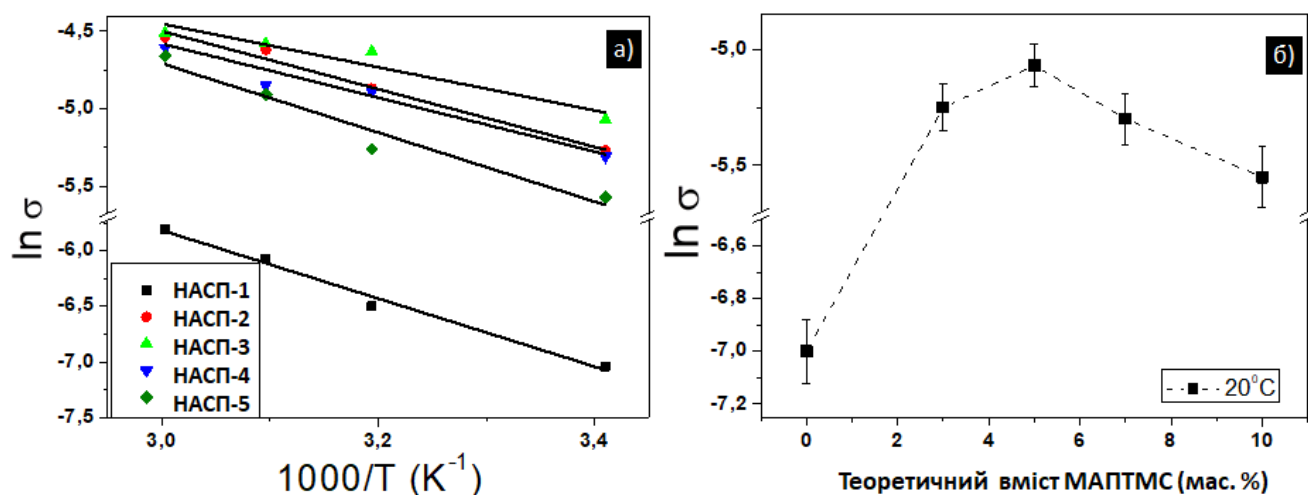 а)
ln σ
-4,5
-5,0
-5,5
-6,0
-6,5
-7,0
-7,5
НАСП-1
НАСП-2
НАСП-3
НАСП-4
НАСП-5
3,0 3,2 3,4
1000/T (K⁻¹)
б)
ln σ
-5,0
-5,5
-6,6
-6,8
-7,0
-7,2
20⁰C
0 2 4 6 8 10
Теоретичний вміст МАПТМС (мас. %)